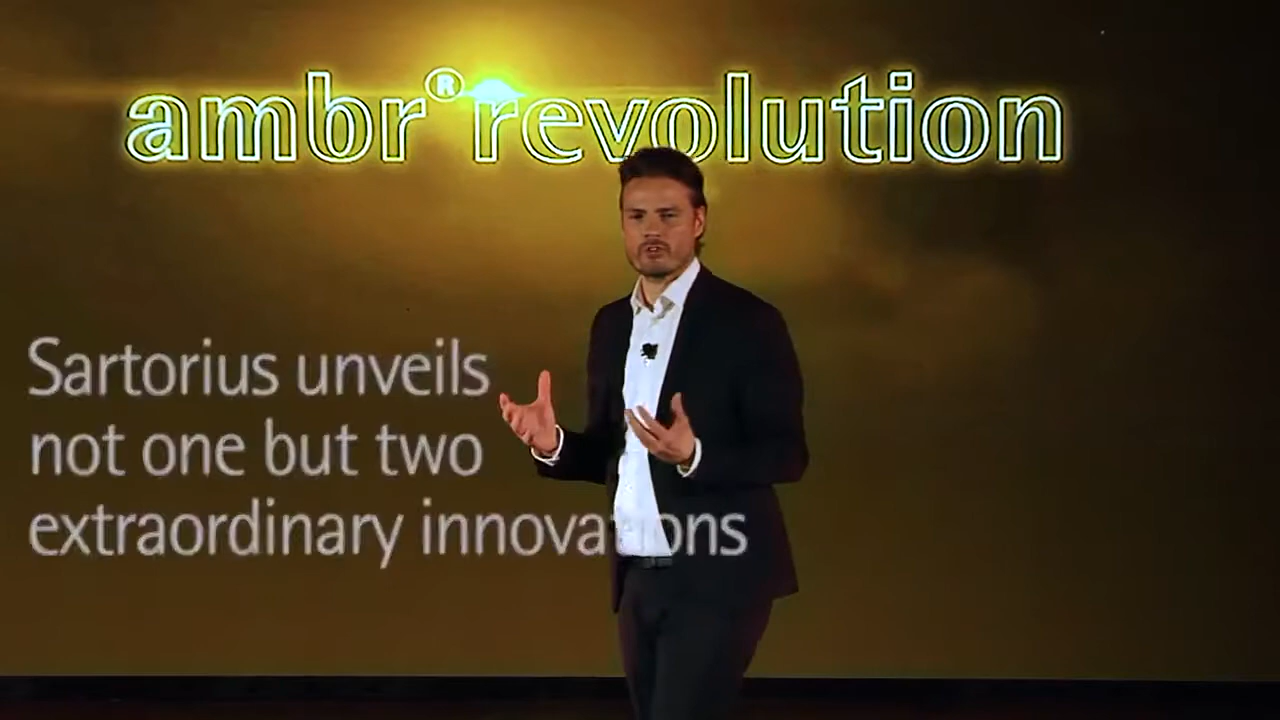 ambr® revolution
Sartorius unveils
not one but two
extraordinary innovations